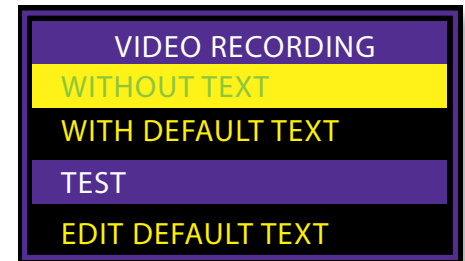 VIDEO RECORDING
WITHOUT TEXT
WITH DEFAULT TEXT
TEST
EDIT DEFAULT TEXT